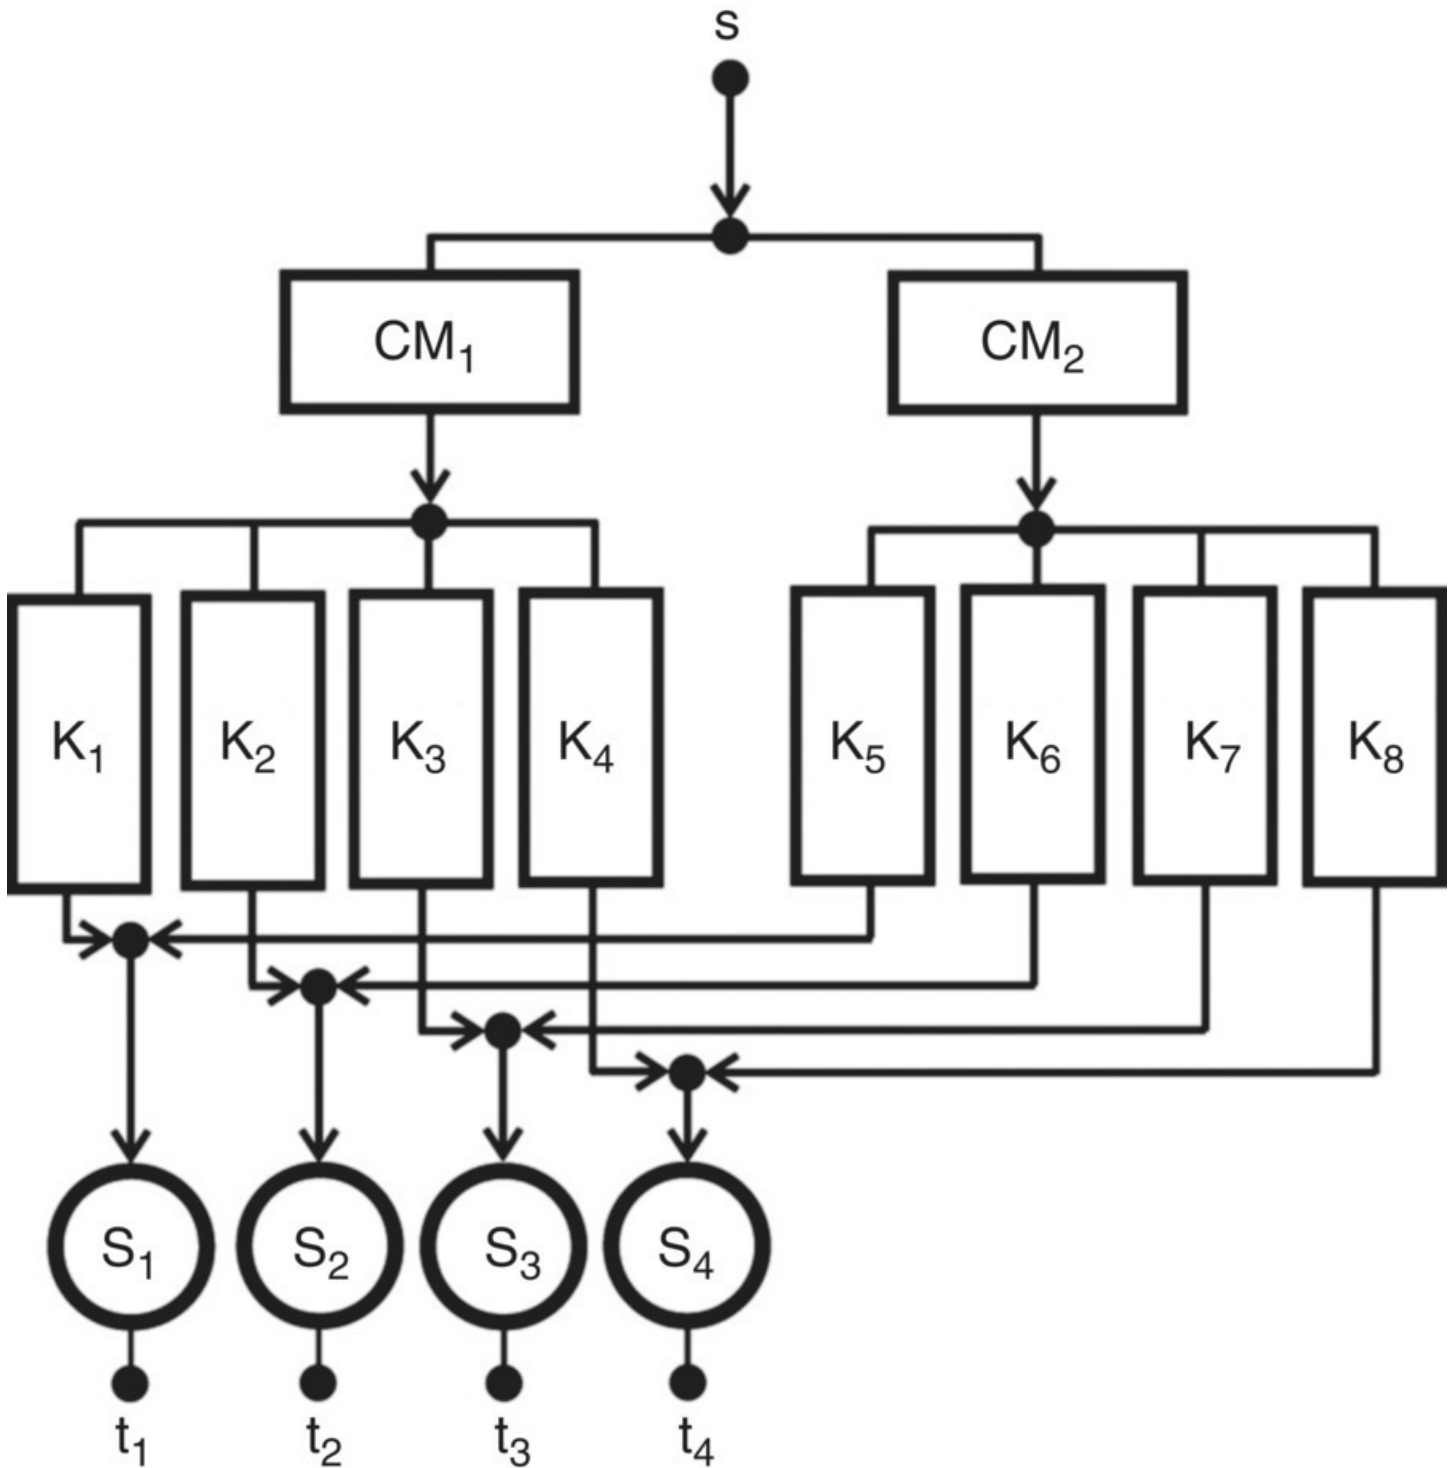 s
CM₁ CM₂
K₁ K₂ K₃ K₄ K₅ K₆ K₇ K₈
S₁ S₂ S₃ S₄
t₁ t₂ t₃ t₄